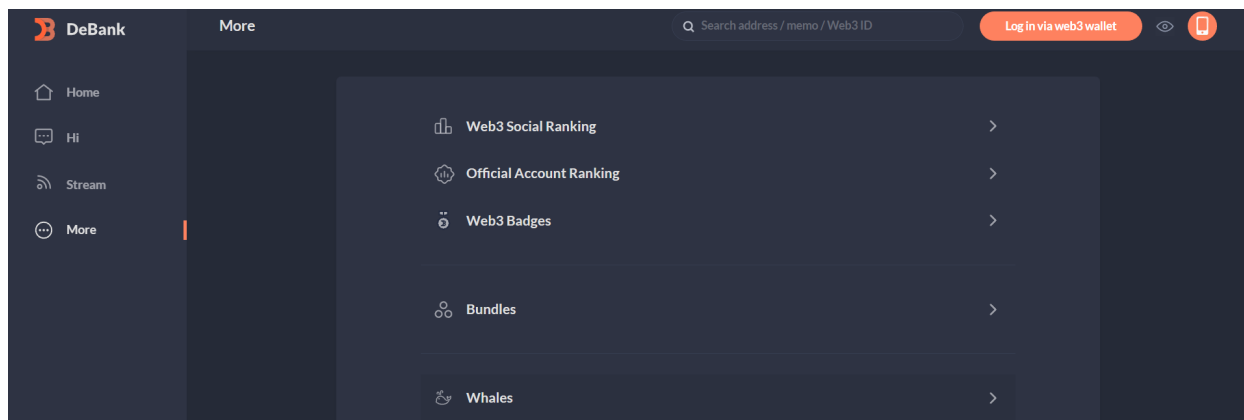 DeBank
More
Search address / memo / Web3 ID
Log in via web3 wallet
Home
Hi
Stream
More
Web3 Social Ranking
Official Account Ranking
Web3 Badges
Bundles
Whales